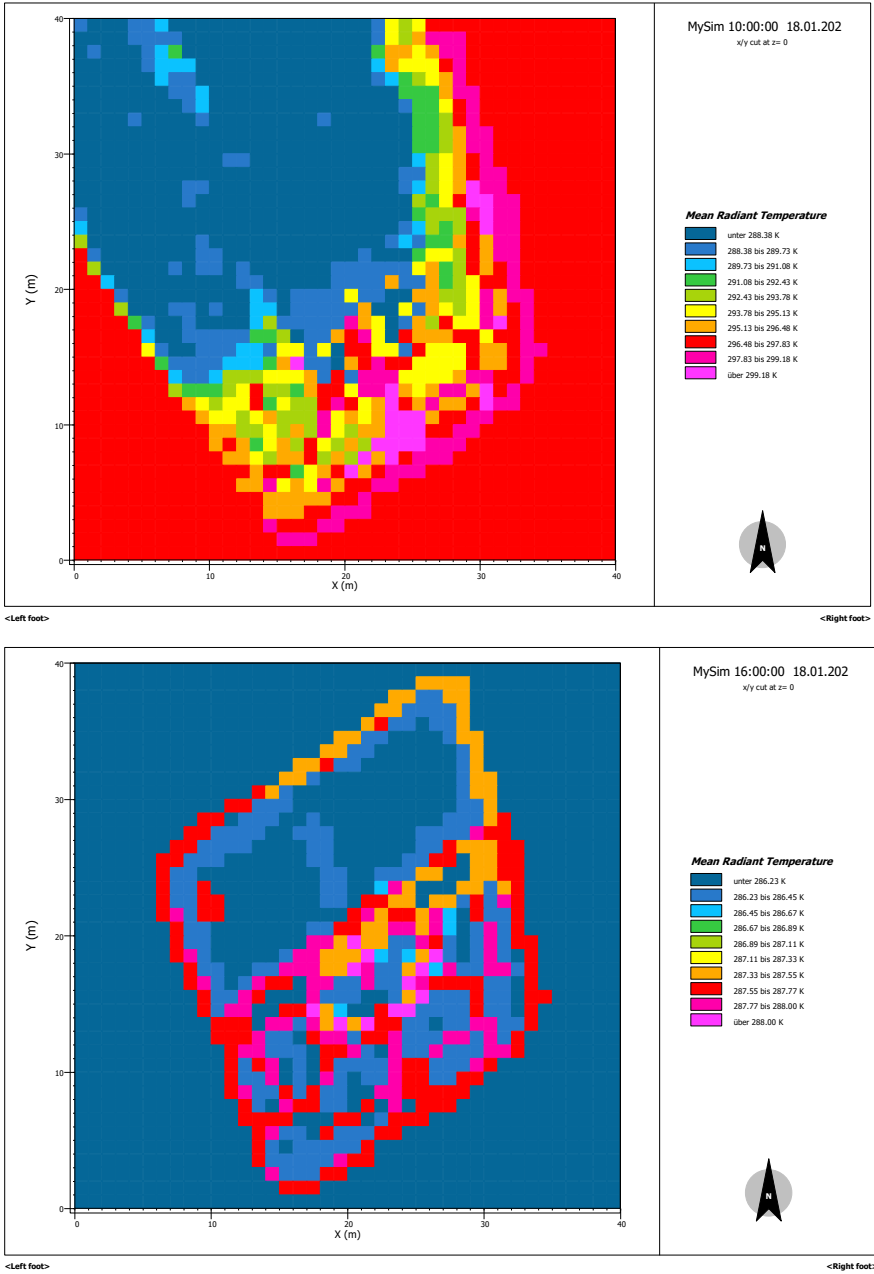 MySim 10:00:00 18.01.202
x/y cut at z= 0
40
30
20
10
0
Y (m)
0
10
20
30
40
X (m)
Mean Radiant Temperature
unter 288.38 K
288.38 bis 289.73 K
289.73 bis 291.08 K
291.08 bis 292.43 K
292.43 bis 293.78 K
293.78 bis 295.13 K
295.13 bis 296.48 K
296.48 bis 297.83 K
297.83 bis 299.18 K
über 299.18 K
N
<Left foot>
<Right foot>
MySim 16:00:00 18.01.202
x/y cut at z= 0
40
30
20
10
0
Y (m)
0
10
20
30
40
X (m)
Mean Radiant Temperature
unter 286.23 K
286.23 bis 286.45 K
286.45 bis 286.67 K
286.67 bis 286.89 K
286.89 bis 287.11 K
287.11 bis 287.33 K
287.33 bis 287.55 K
287.55 bis 287.77 K
287.77 bis 288.00 K
über 288.00 K
N
<Left foot>
<Right foot>